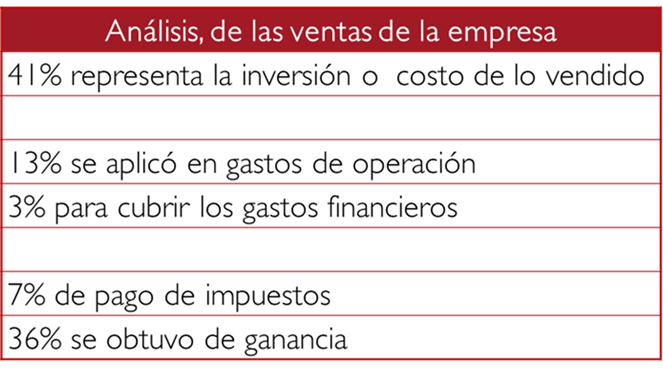 Análisis, de las ventas de la empresa
41% representa la inversión o costo de lo vendido
13% se aplicó en gastos de operación
3% para cubrir los gastos financieros
7% de pago de impuestos
36% se obtuvo de ganancia